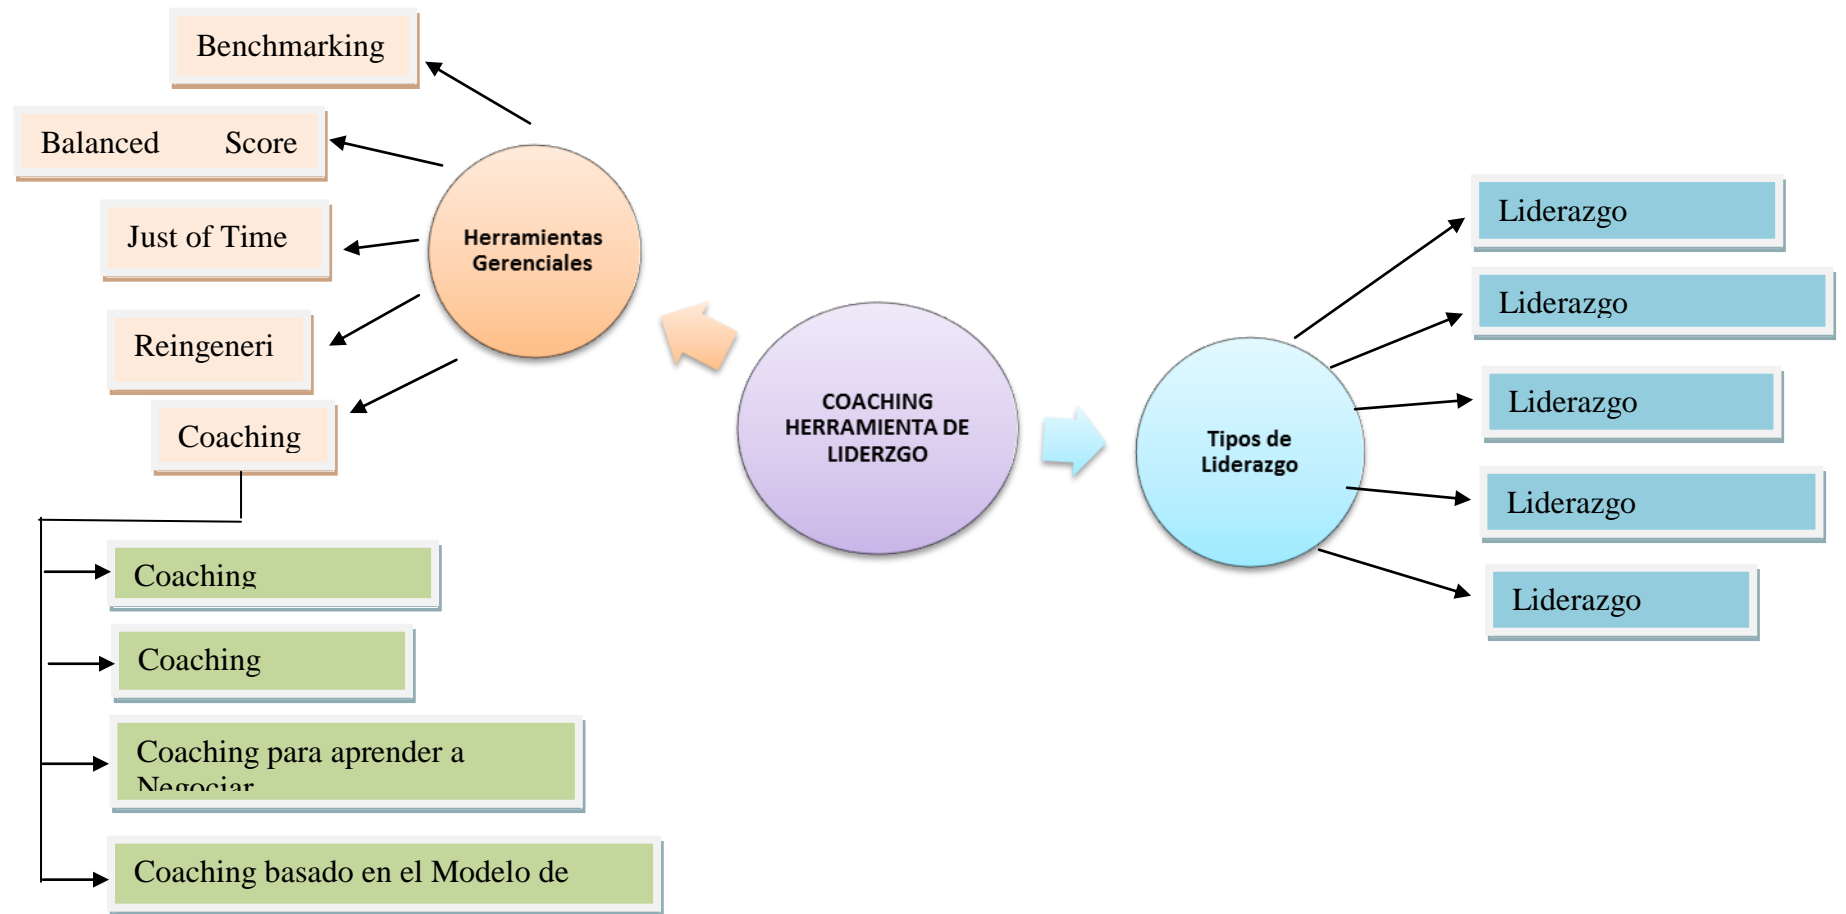 Benchmarking
Balanced Score
Just of Time
Reingeneri
Coaching
Herramientas
Gerenciales
COACHING
HERRAMIENTA DE
LIDERZGO
Tipos de
Liderazgo
Liderazgo
Liderazgo
Liderazgo
Liderazgo
Liderazgo
Coaching
Coaching
Coaching para aprender a
Negociar
Coaching basado en el Modelo de